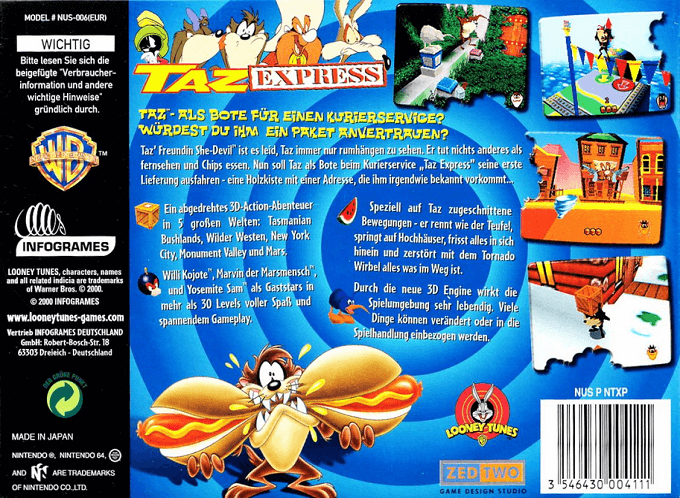 MODEL # NUS-006(EUR)
WICHTIG
Bitte lesen Sie sich die
beigefügte "Verbraucher-
information und andere
wichtige Hinweise"
gründlich durch.
WB
TM
INFOGRAMES
LOONEY TUNES, characters, names
and all related indicia are trademarks
of Warner Bros. © 2000.
© 2000 INFOGRAMES
www.looneytunes-games.com
Vertrieb INFOGRAMES DEUTSCHLAND
GmbH: Robert-Bosch-Str. 18
63303 Dreieich - Deutschland
DER GRÜNE PUNKT
MADE IN JAPAN
NINTENDO ®, NINTENDO 64,
AND N ARE TRADEMARKS
OF NINTENDO CO.,LTD.
TAZ EXPRESS
TAZ™ - ALS BOTE FÜR EINEN KURIERSERVICE?
WÜRDEST DU IHM EIN PAKET ANVERTRAUEN?
Taz' Freundin She-Devil™ ist es leid, Taz immer nur rumhängen zu sehen. Er tut nichts anderes als
fernsehen und Chips essen. Nun soll Taz als Bote beim Kurierservice „Taz Express" seine erste
Lieferung ausfahren - eine Holzkiste mit einer Adresse, die ihm irgendwie bekannt vorkommt...
Ein abgedrehtes 3D-Action-Abenteuer
in 5 großen Welten: Tasmanian
Bushlands, Wilder Westen, New York
City, Monument Valley und Mars.
Willi Kojote™, Marvin der Marsmensch™,
und Yosemite Sam™ als Gaststars in
mehr als 30 Levels voller Spaß und
spannendem Gameplay.
Speziell auf Taz zugeschnittene
Bewegungen - er rennt wie der Teufel,
springt auf Hochhäuser, frisst alles in sich
hinein und zerstört mit dem Tornado
Wirbel alles was im Weg ist.
Durch die neue 3D Engine wirkt die
Spielumgebung sehr lebendig. Viele
Dinge können verändert oder in die
Spielhandlung einbezogen werden.
LOONEY TUNES
ZED TWO
GAME DESIGN STUDIO
NUS P NTXP
3 546430 004111